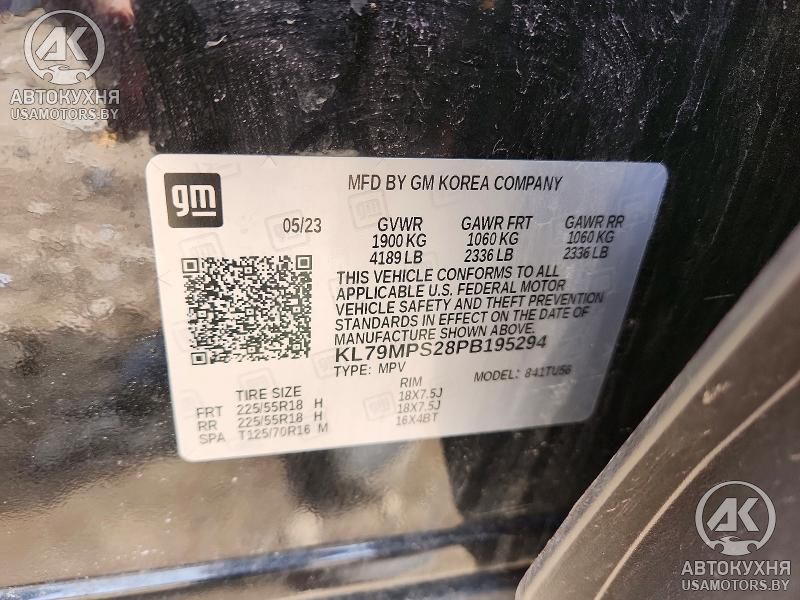 AK
АВТОКУХНЯ
USAMOTORS.BY
gm
MFD BY GM KOREA COMPANY
05/23 GVWR GAWR FRT GAWR RR
1900 KG 1060 KG 1060 KG
4189 LB 2336 LB 2336 LB
THIS VEHICLE CONFORMS TO ALL
APPLICABLE U.S. FEDERAL MOTOR
VEHICLE SAFETY AND THEFT PREVENTION
STANDARDS IN EFFECT ON THE DATE OF
MANUFACTURE SHOWN ABOVE.
KL79MPS28PB195294
TYPE: MPV MODEL: 841TU56
TIRE SIZE RIM
FRT 225/55R18 H 18X7.5J
RR 225/55R18 H 18X7.5J
SPA T125/70R16 M 16X4BT
AK
АВТОКУХНЯ
USAMOTORS.BY